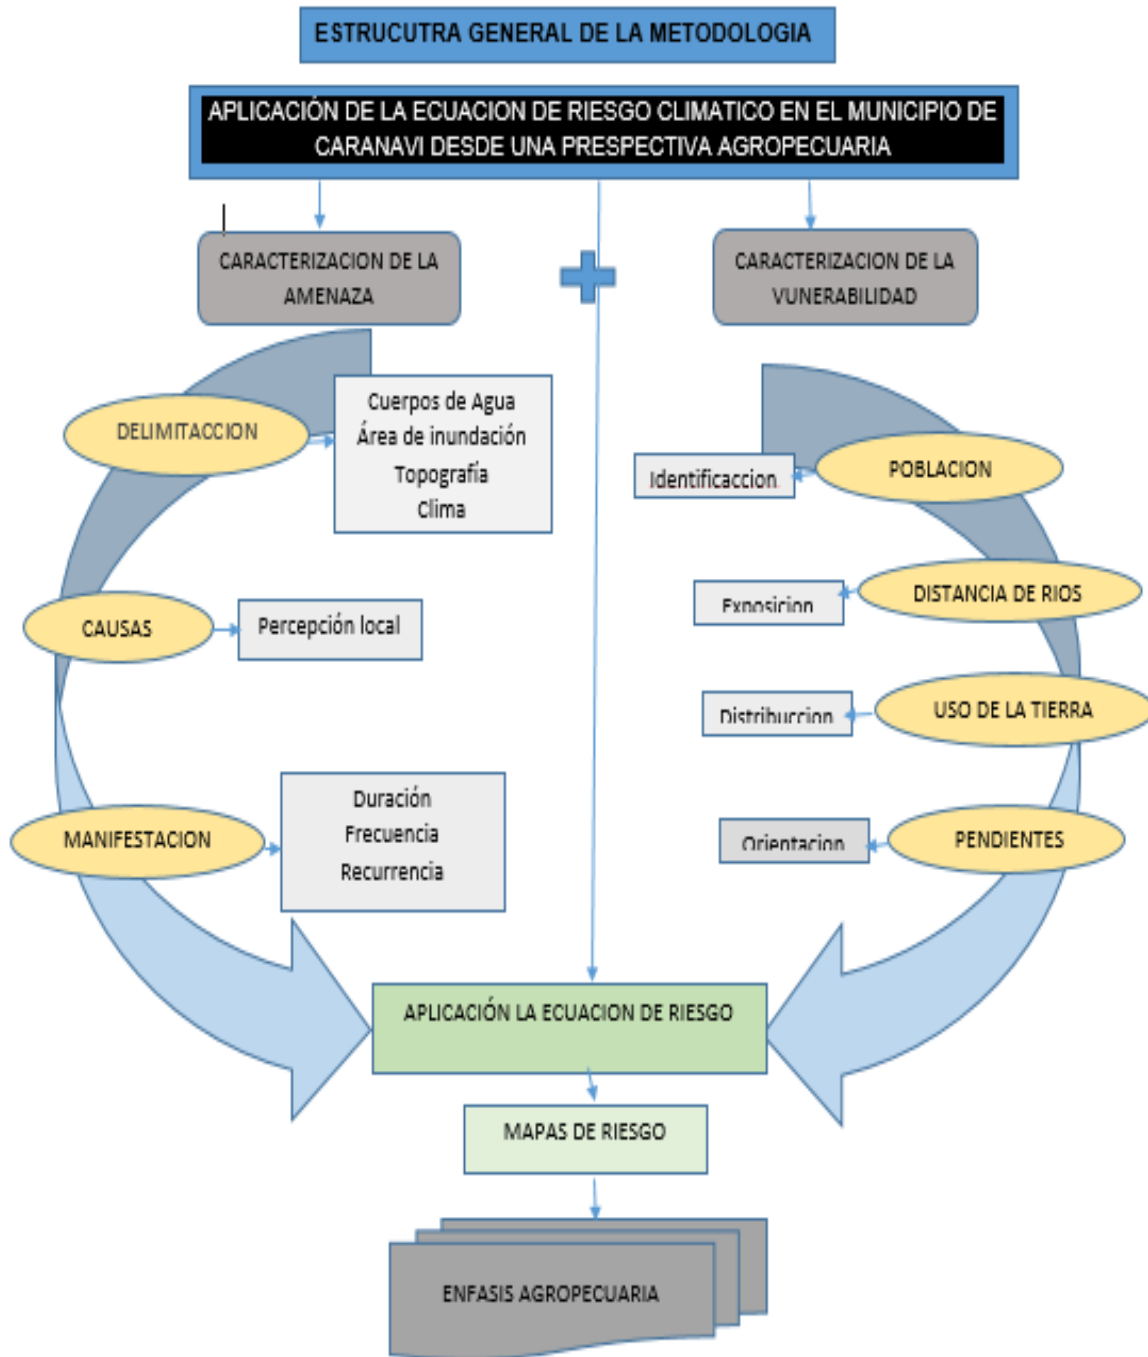 ESTRUCUTRA GENERAL DE LA METODOLOGIA
APLICACIÓN DE LA ECUACION DE RIESGO CLIMATICO EN EL MUNICIPIO DE
CARANAVI DESDE UNA PRESPECTIVA AGROPECUARIA
CARACTERIZACION DE LA
AMENAZA
CARACTERIZACION DE LA
VUNERABILIDAD
DELIMITACCION
Cuerpos de Agua
Área de inundación
Topografía
Clima
CAUSAS
Percepción local
MANIFESTACION
Duración
Frecuencia
Recurrencia
POBLACION
Identificaccion
DISTANCIA DE RIOS
Exposicion
USO DE LA TIERRA
Distribuccion
PENDIENTES
Orientacion
APLICACIÓN LA ECUACION DE RIESGO
MAPAS DE RIESGO
ENFASIS AGROPECUARIA